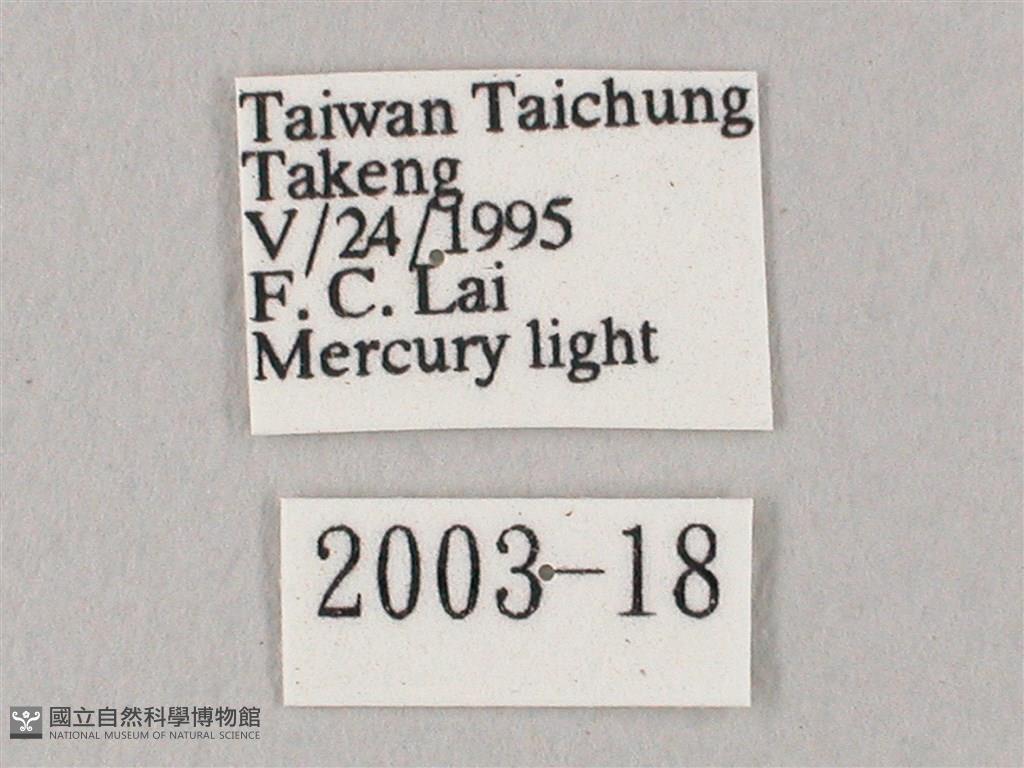 Taiwan Taichung
Takeng
V/24/1995
F. C. Lai
Mercury light
2003-18
國立自然科學博物館
NATIONAL MUSEUM OF NATURAL SCIENCE